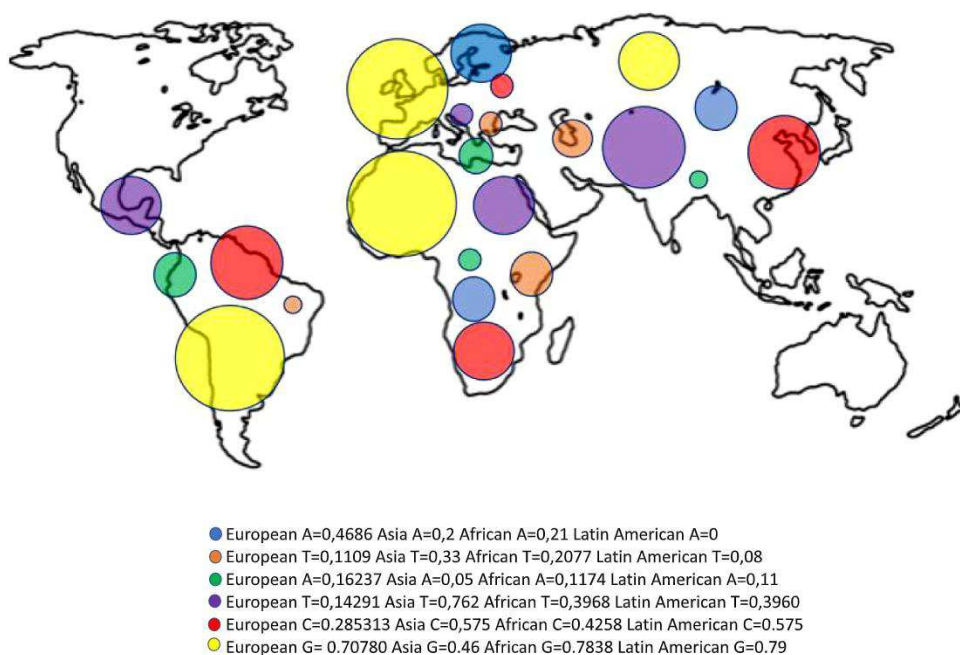 European A=0,4686 Asia A=0,2 African A=0,21 Latin American A=0
European T=0,1109 Asia T=0,33 African T=0,2077 Latin American T=0,08
European A=0,16237 Asia A=0,05 African A=0,1174 Latin American A=0,11
European T=0,14291 Asia T=0,762 African T=0,3968 Latin American T=0,3960
European C=0.285313 Asia C=0,575 African C=0.4258 Latin American C=0.575
European G= 0.70780 Asia G=0.46 African G=0.7838 Latin American G=0.79